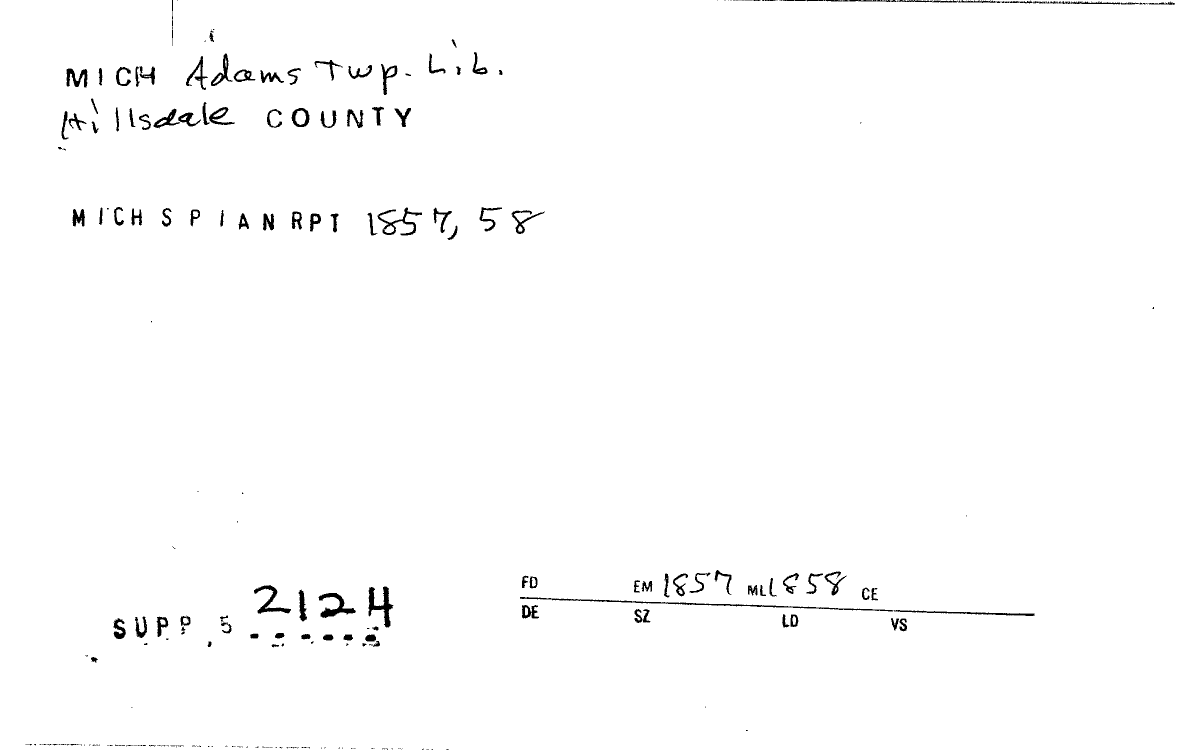 MICH Adams Twp. Lib.
Hillsdale COUNTY
MICH S P I AN RPT 1857, 58
2124
SUPP. 5
FD EM 1857 ML 1858 CE
DE SZ LD VS